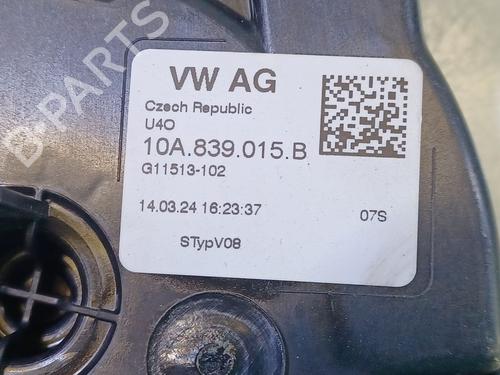 B-PARTS
VW AG
Czech Republic
U4O
10A.839.015.B
G11513-102
14.03.24 16:23:37 07S
STypV08